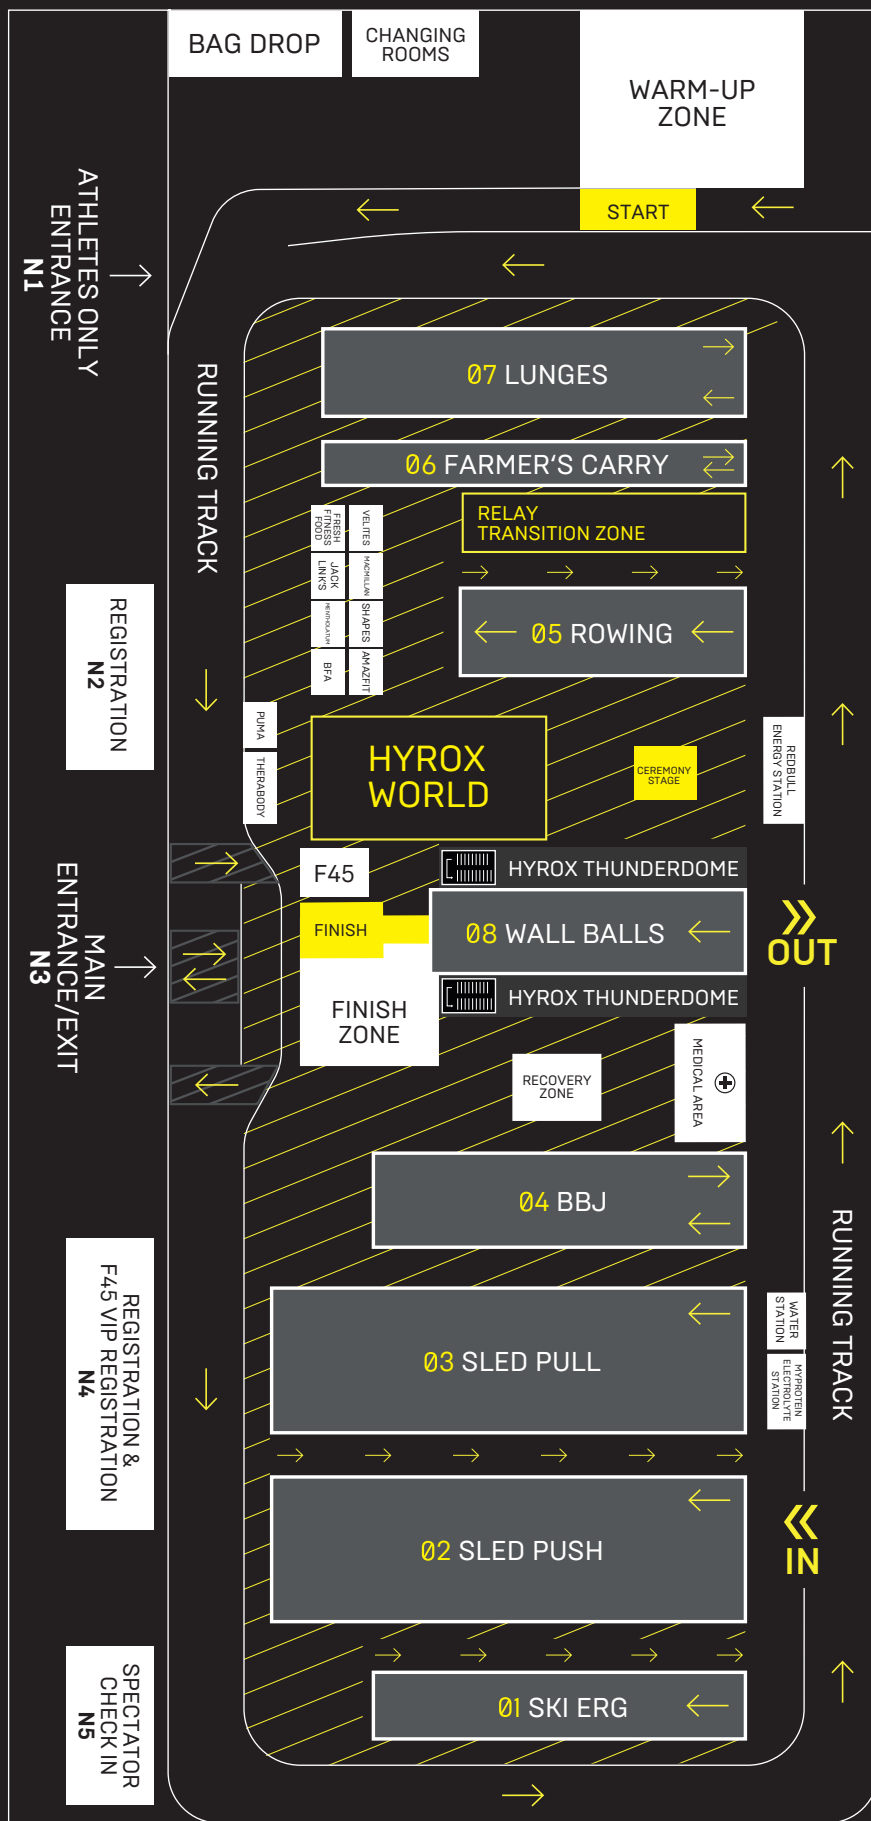 BAG DROP
CHANGING
ROOMS
WARM-UP
ZONE
START
ATHLETES ONLY
ENTRANCE
N1
RUNNING TRACK
07 LUNGES
06 FARMER'S CARRY
RELAY
TRANSITION ZONE
FRESH
FITNESS
FOOD
VELITES
JACK
LINK'S
MACMILLAN
MENTHOLATUM
SHAPES
BFA
AMAZFIT
05 ROWING
REGISTRATION
N2
PUMA
THERABODY
HYROX
WORLD
CEREMONY
STAGE
REDBULL
ENERGY STATION
F45
HYROX THUNDERDOME
FINISH
08 WALL BALLS
OUT
MAIN
ENTRANCE/EXIT
N3
FINISH
ZONE
HYROX THUNDERDOME
RECOVERY
ZONE
MEDICAL AREA
04 BBJ
RUNNING TRACK
REGISTRATION &
F45 VIP REGISTRATION
N4
03 SLED PULL
WATER
STATION
MYPROTEIN
ELECTROLYTE
STATION
02 SLED PUSH
IN
SPECTATOR
CHECK IN
N5
01 SKI ERG